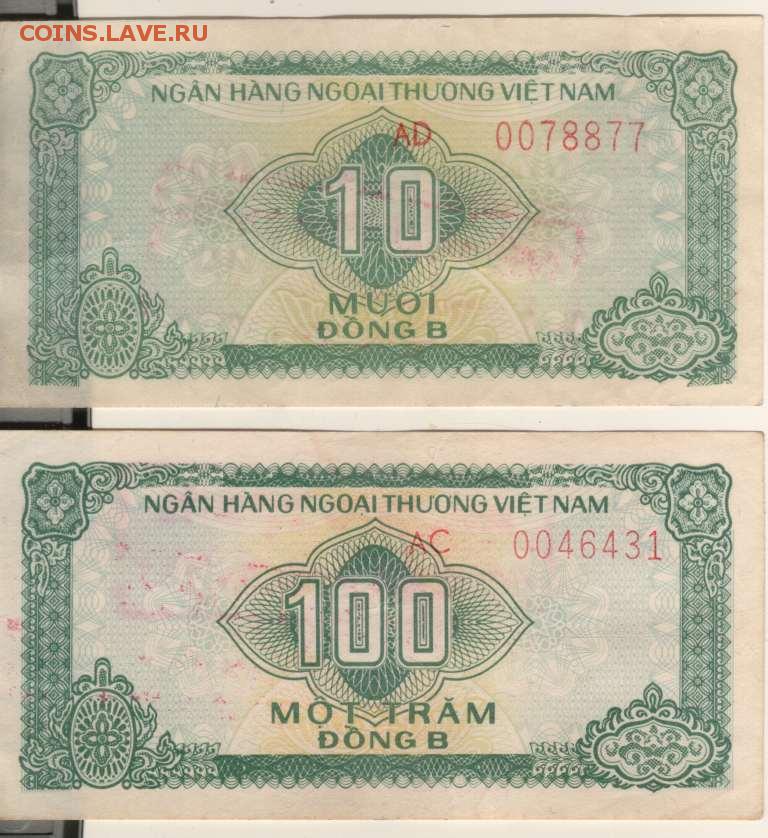 COINS.LAVE.RU
NGÂN HÀNG NGOẠI THƯƠNG VIỆT NAM
AD 0078877
10
MƯỜI
ĐỒNG B
NGÂN HÀNG NGOẠI THƯƠNG VIỆT NAM
AC 0046431
100
MỘT TRĂM
ĐỒNG B